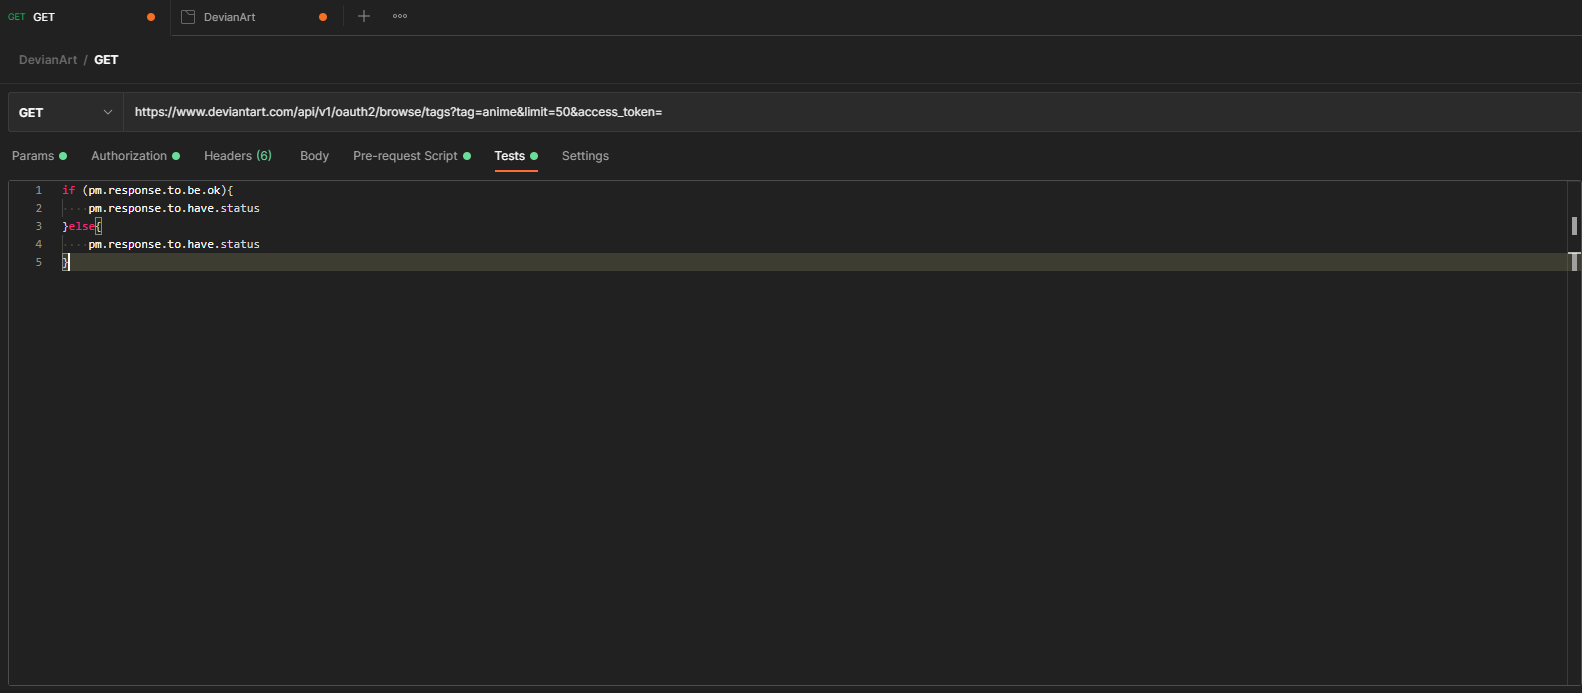 GET GET
DevianArt
DevianArt / GET
GET https://www.deviantart.com/api/v1/oauth2/browse/tags?tag=anime&limit=50&access_token=
Params Authorization Headers (6) Body Pre-request Script Tests Settings
1 if (pm.response.to.be.ok){
2 ····pm.response.to.have.status
3 }else{
4 ····pm.response.to.have.status
5 }